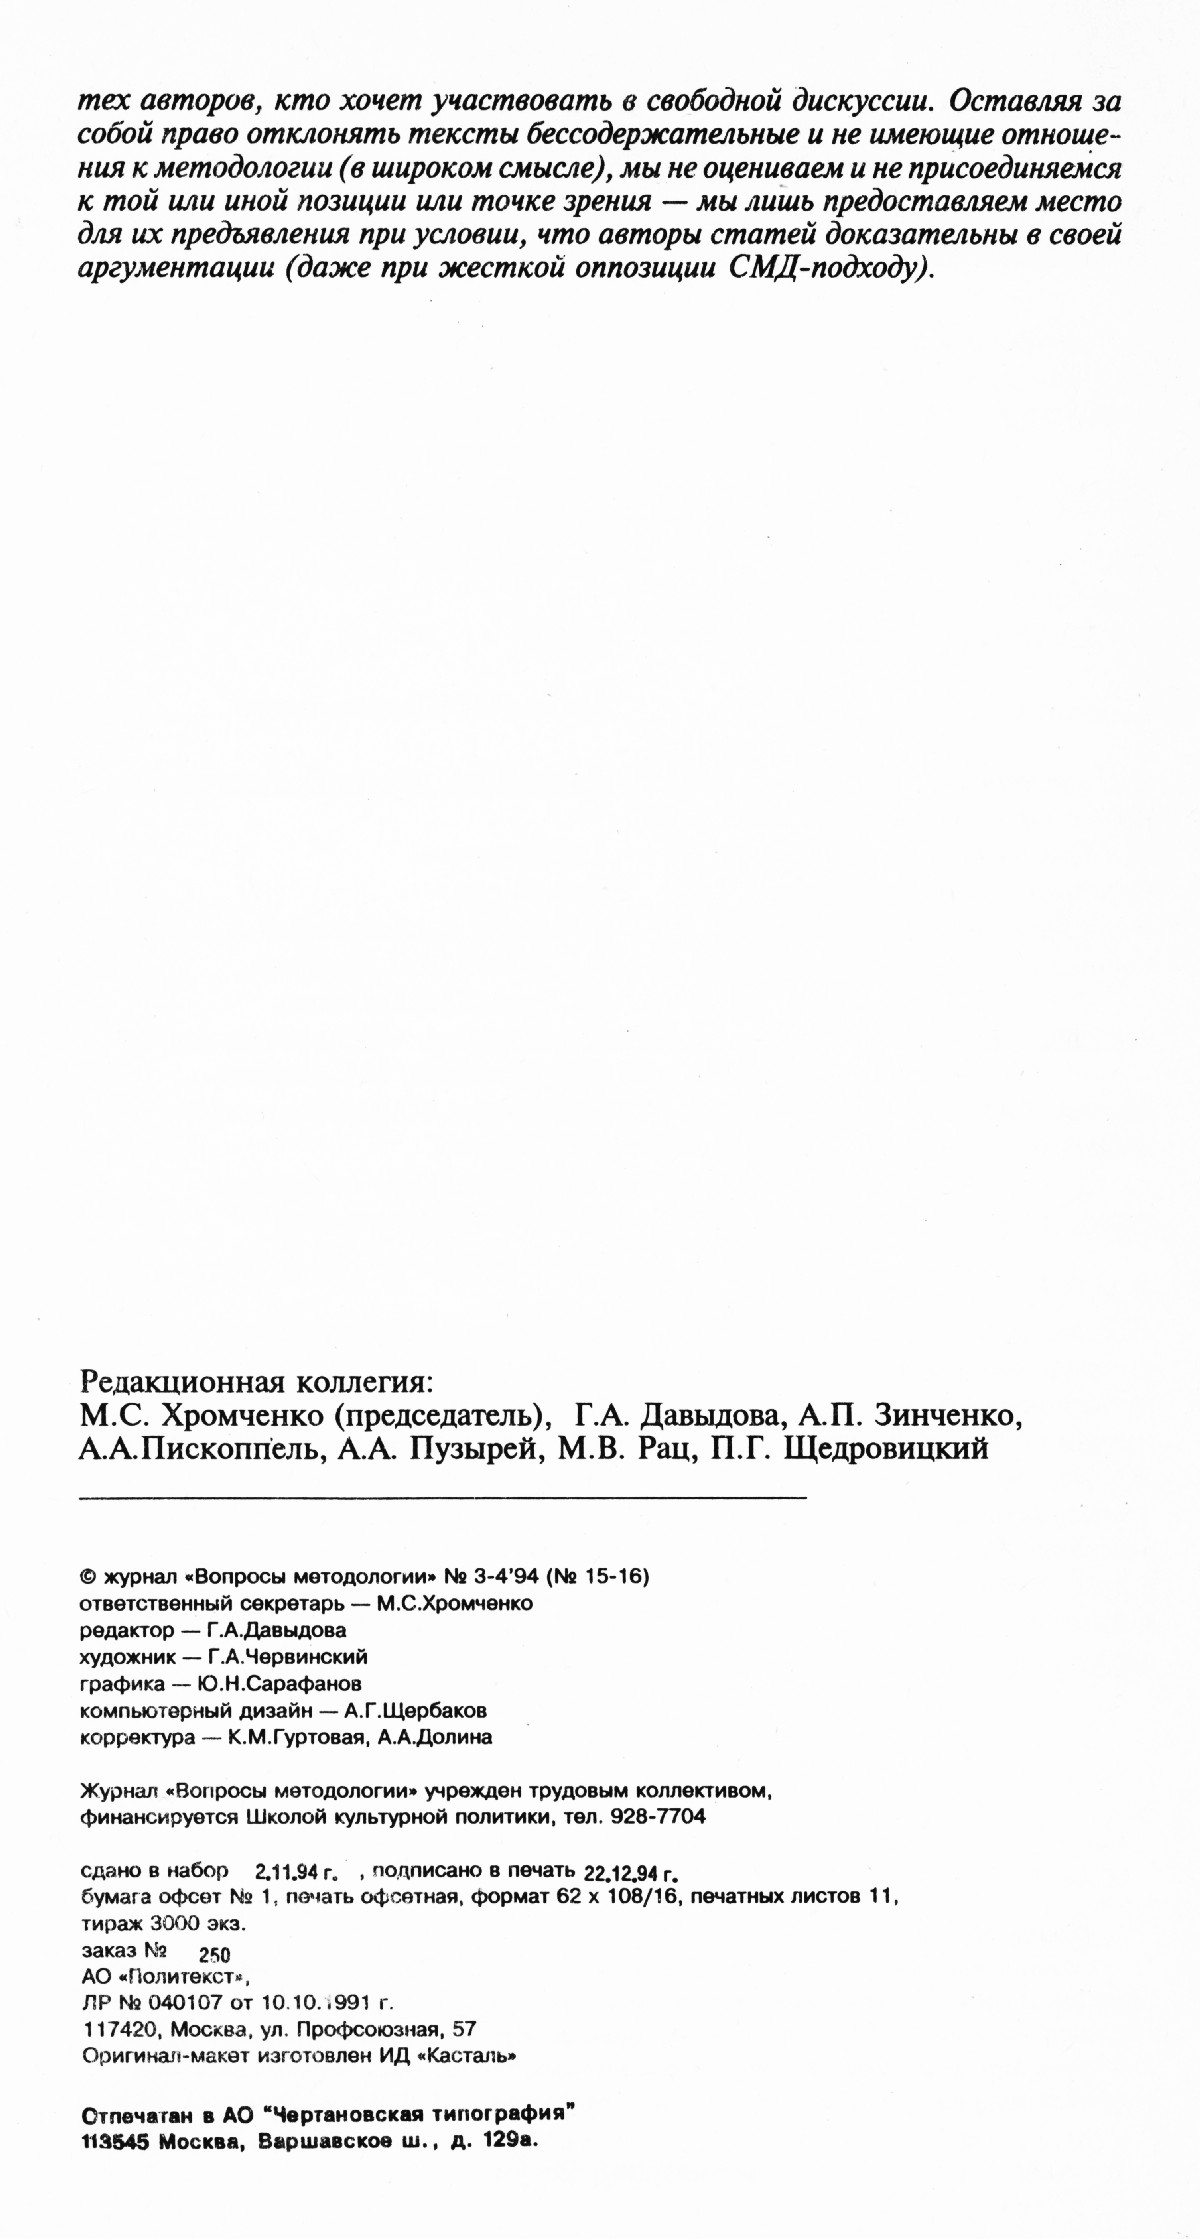 тех авторов, кто хочет участвовать в свободной дискуссии. Оставляя за
собой право отклонять тексты бессодержательные и не имеющие отноше-
ния к методологии (в широком смысле), мы не оцениваем и не присоединяемся
к той или иной позиции или точке зрения — мы лишь предоставляем место
для их предъявления при условии, что авторы статей доказательны в своей
аргументации (даже при жесткой оппозиции СМД-подходу).
Редакционная коллегия:
М.С. Хромченко (председатель), Г.А. Давыдова, А.П. Зинченко,
А.А.Пископпель, А.А. Пузырей, М.В. Рац, П.Г. Щедровицкий
© журнал «Вопросы методологии» № 3-4'94 (№ 15-16)
ответственный секретарь — М.С.Хромченко
редактор — Г.А.Давыдова
художник — Г.А.Червинский
графика — Ю.Н.Сарафанов
компьютерный дизайн — А.Г.Щербаков
корректура — К.М.Гуртовая, А.А.Долина
Журнал «Вопросы методологии» учрежден трудовым коллективом,
финансируется Школой культурной политики, тел. 928-7704
сдано в набор 2.11.94 г. , подписано в печать 22.12.94 г.
бумага офсет № 1, печать офсетная, формат 62 x 108/16, печатных листов 11,
тираж 3000 экз.
заказ № 250
АО «Политекст»,
ЛР № 040107 от 10.10.1991 г.
117420, Москва, ул. Профсоюзная, 57
Оригинал-макет изготовлен ИД «Касталь»
Отпечатан в АО "Чертановская типография"
113545 Москва, Варшавское ш., д. 129а.